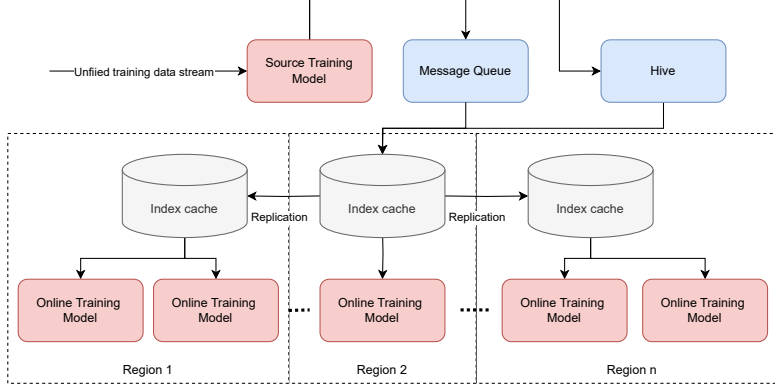 Unfiied training data stream
Source Training
Model
Message Queue
Hive
Index cache
Index cache
Index cache
Replication
Replication
Online Training
Model
Online Training
Model
Online Training
Model
Online Training
Model
Online Training
Model
Region 1
Region 2
Region n